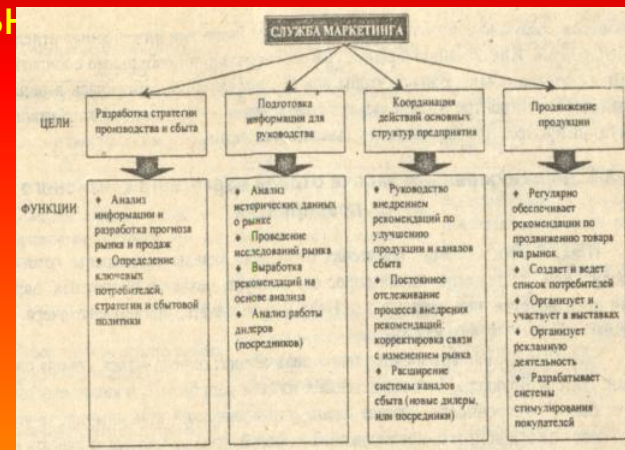 ЬН
СЛУЖБА МАРКЕТИНГА
ЦЕЛИ:
Разработка стратегии
производства и сбыта
Подготовка
информации для
руководства
Координация
действий основных
структур предприятия
Продвижение
продукции
ФУНКЦИИ
♦ Анализ
информации и
разработка прогноза
рынка и продаж
♦ Определение
ключевых
потребителей,
стратегии и сбытовой
политики
♦ Анализ
исторических данных
о рынке
♦ Проведение
исследований рынка
♦ Выработка
рекомендаций на
основе анализа
♦ Анализ работы
дилеров
(посредников)
♦ Руководство
внедрением
рекомендаций по
улучшению
продукции и каналов
сбыта
♦ Постоянное
отслеживание
процесса внедрения
рекомендаций,
корректировка связи
с изменением рынка
♦ Расширение
системы каналов
сбыта (новые дилеры,
или посредники)
♦ Регулярно
обеспечивает
рекомендации по
продвижению товара
на рынок
♦ Создает и ведет
список потребителей
♦ Организует и
участвует в выставках
♦ Организует
рекламную
деятельность
♦ Разрабатывает
системы
стимулирования
покупателей